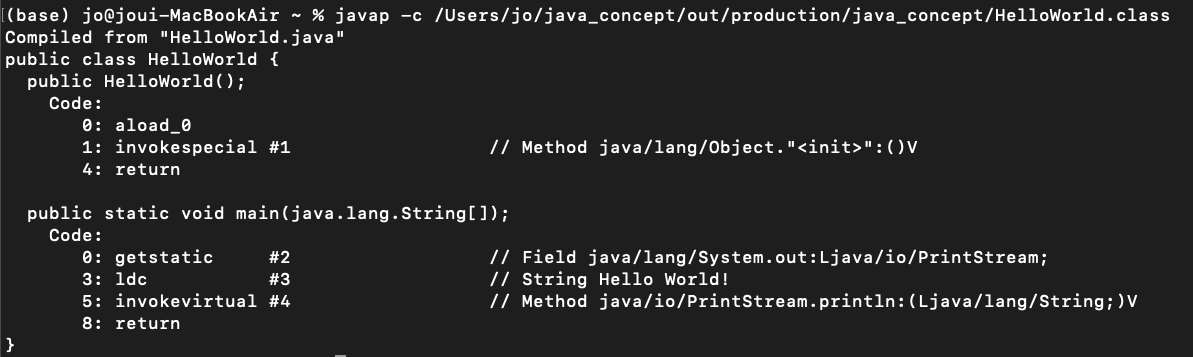 (base) jo@joui-MacBookAir ~ % javap -c /Users/jo/java_concept/out/production/java_concept/HelloWorld.class
Compiled from "HelloWorld.java"
public class HelloWorld {
  public HelloWorld();
    Code:
       0: aload_0
       1: invokespecial #1                  // Method java/lang/Object."<init>":()V
       4: return

  public static void main(java.lang.String[]);
    Code:
       0: getstatic     #2                  // Field java/lang/System.out:Ljava/io/PrintStream;
       3: ldc           #3                  // String Hello World!
       5: invokevirtual #4                  // Method java/io/PrintStream.println:(Ljava/lang/String;)V
       8: return
}